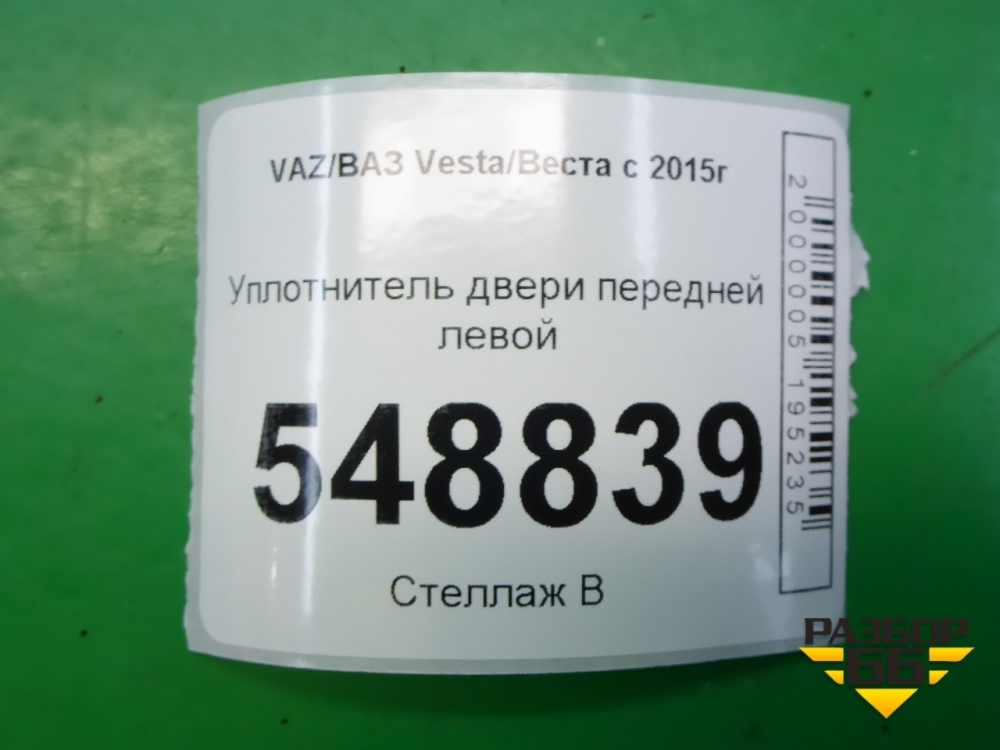 VAZ/ВАЗ Vesta/Веста с 2015г
Уплотнитель двери передней
левой
548839
Стеллаж В
2000005195235
РАЗБОР
66